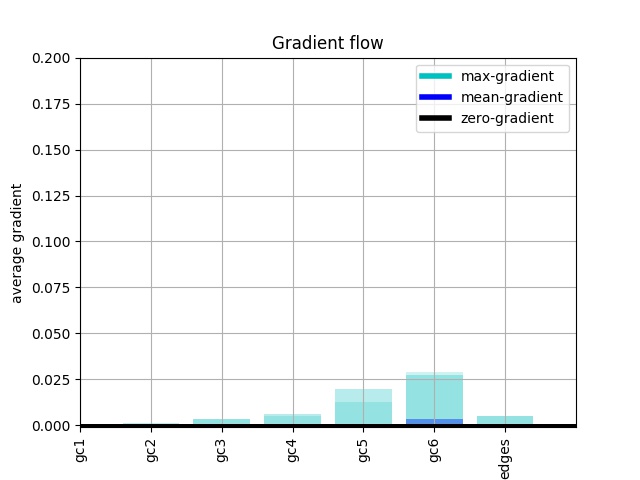 Gradient flow
max-gradient
mean-gradient
zero-gradient
average gradient
0.200
0.175
0.150
0.125
0.100
0.075
0.050
0.025
0.000
gc1
gc2
gc3
gc4
gc5
gc6
edges